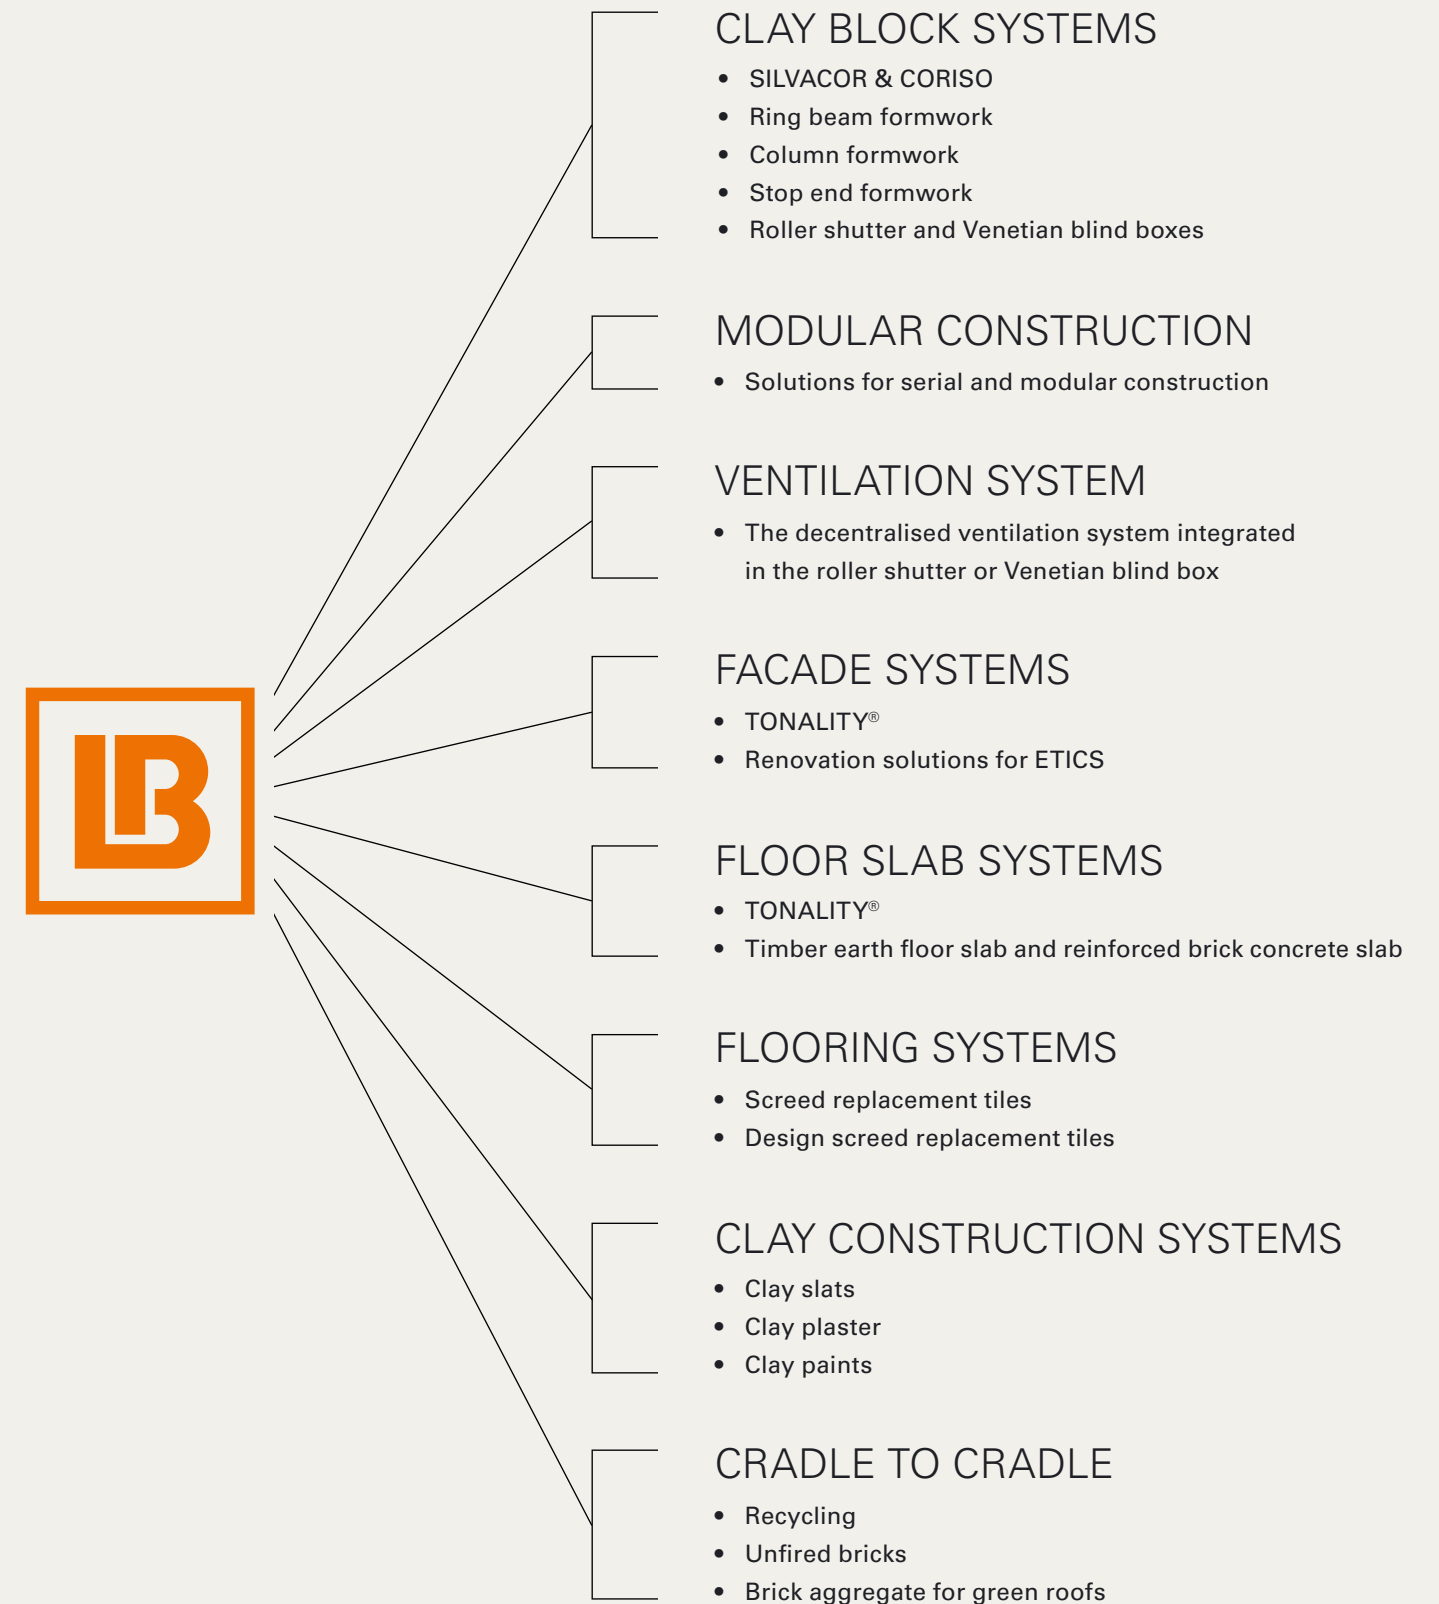 CLAY BLOCK SYSTEMS
• SILVACOR & CORISO
• Ring beam formwork
• Column formwork
• Stop end formwork
• Roller shutter and Venetian blind boxes
MODULAR CONSTRUCTION
• Solutions for serial and modular construction
VENTILATION SYSTEM
• The decentralised ventilation system integrated
in the roller shutter or Venetian blind box
FACADE SYSTEMS
• TONALITY®
• Renovation solutions for ETICS
LB
FLOOR SLAB SYSTEMS
• TONALITY®
• Timber earth floor slab and reinforced brick concrete slab
FLOORING SYSTEMS
• Screed replacement tiles
• Design screed replacement tiles
CLAY CONSTRUCTION SYSTEMS
• Clay slats
• Clay plaster
• Clay paints
CRADLE TO CRADLE
• Recycling
• Unfired bricks
• Brick aggregate for green roofs